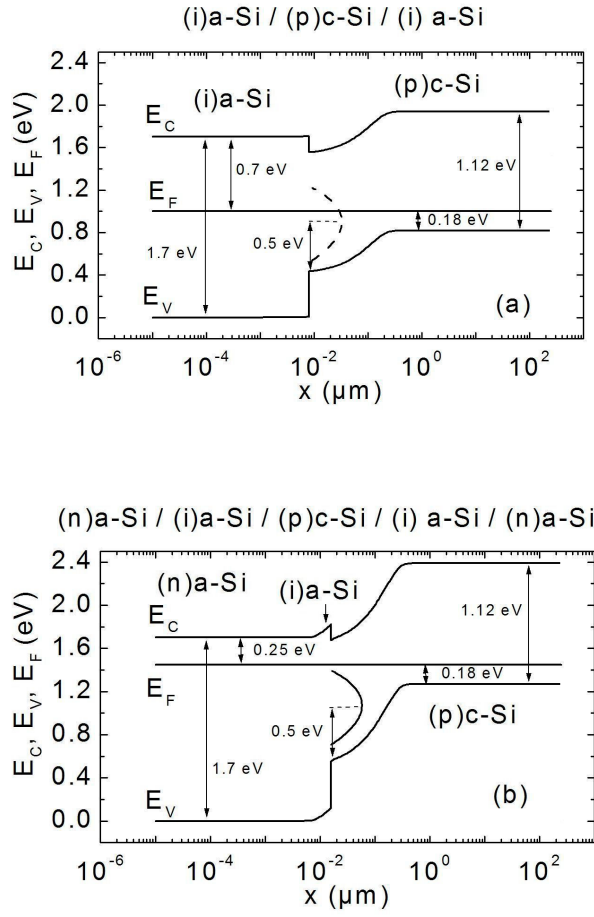 (i)a-Si / (p)c-Si / (i) a-Si
2.4
2.0
1.6
1.2
0.8
0.4
0.0
E_C, E_V, E_F (eV)
(i)a-Si
(p)c-Si
E_C
0.7 eV
1.12 eV
E_F
0.18 eV
0.5 eV
1.7 eV
E_V
(a)
10^-6 10^-4 10^-2 10^0 10^2
x (µm)
(n)a-Si / (i)a-Si / (p)c-Si / (i) a-Si / (n)a-Si
2.4
2.0
1.6
1.2
0.8
0.4
0.0
E_C, E_V, E_F (eV)
(n)a-Si
(i)a-Si
E_C
1.12 eV
0.25 eV
0.18 eV
E_F
(p)c-Si
0.5 eV
1.7 eV
E_V
(b)
10^-6 10^-4 10^-2 10^0 10^2
x (µm)